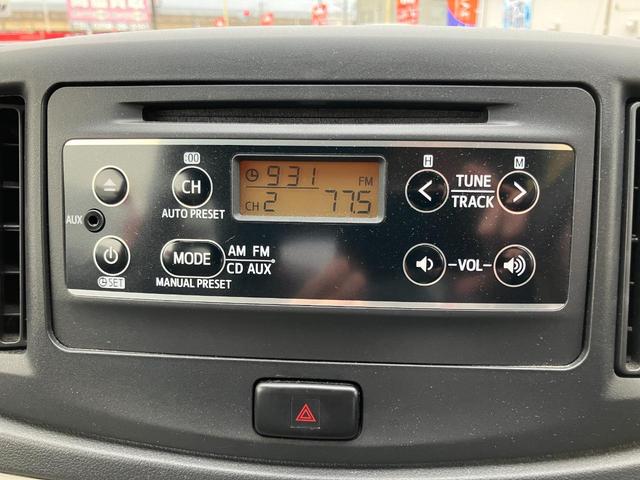 :00
CH
AUTO PRESET
AUX
SET
MODE
AM FM
CD AUX
MANUAL PRESET
9:31
FM
CH 2 77.5
H
M
TUNE
TRACK
-VOL-